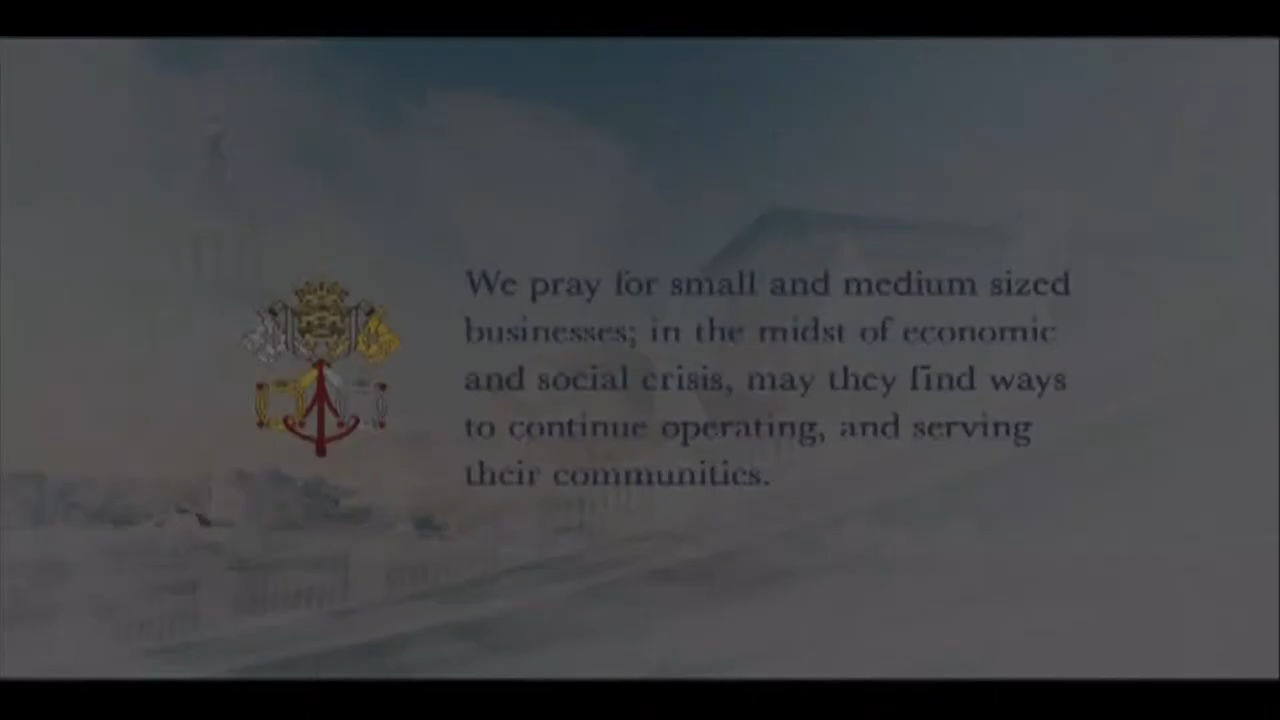 We pray for small and medium sized
businesses; in the midst of economic
and social crisis, may they find ways
to continue operating, and serving
their communities.